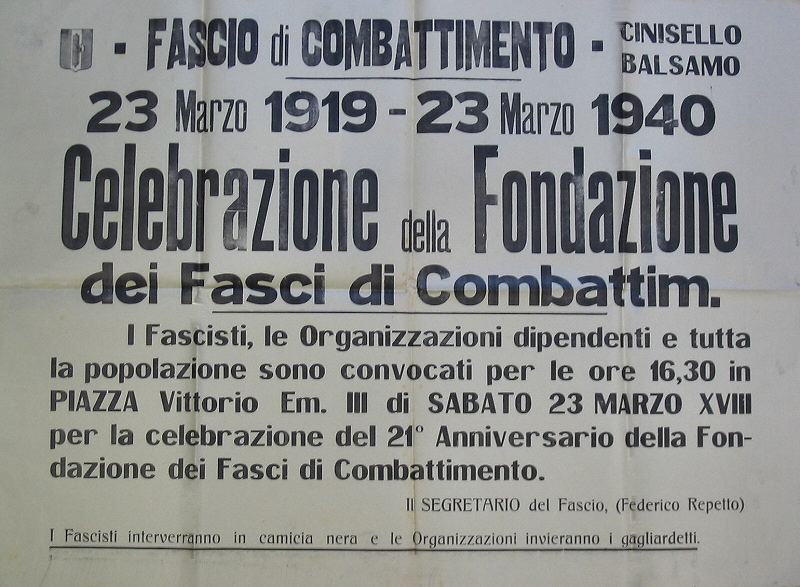 - FASCIO di COMBATTIMENTO - CINISELLO BALSAMO
23 Marzo 1919 - 23 Marzo 1940
Celebrazione della Fondazione
dei Fasci di Combattim.
I Fascisti, le Organizzazioni dipendenti e tutta
la popolazione sono convocati per le ore 16,30 in
PIAZZA Vittorio Em. III di SABATO 23 MARZO XVIII
per la celebrazione del 21° Anniversario della Fon-
dazione dei Fasci di Combattimento.
Il SEGRETARIO del Fascio, (Federico Repetto)
I Fascisti interverranno in camicia nera e le Organizzazioni invieranno i gagliardetti.